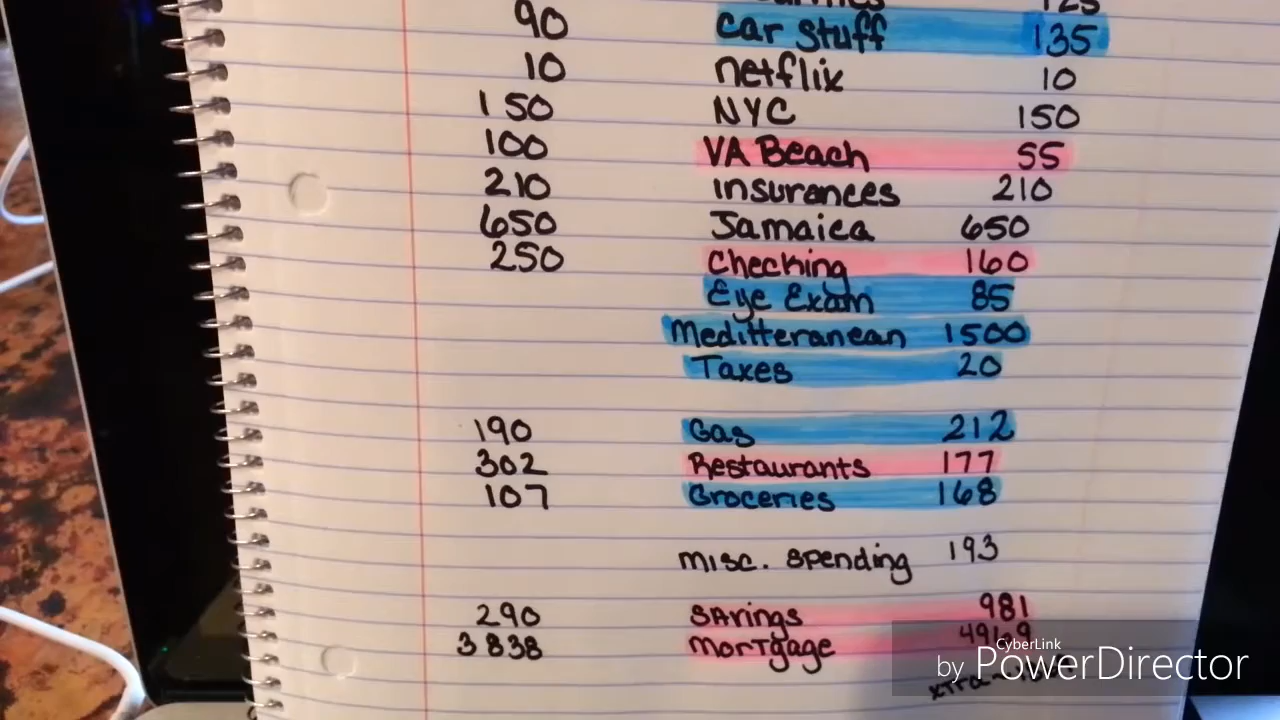 125
90 Car Stuff 135
10 netflix 10
150 NYC 150
100 VA Beach 55
210 insurances 210
650 Jamaica 650
250 Checking 160
Eye Exam 85
Meditteranean 1500
Taxes 20
190 Gas 212
302 Restaurants 177
107 Groceries 168
misc. spending 193
290 SAvings 981
3838 Mortgage
CyberLink
by PowerDirector